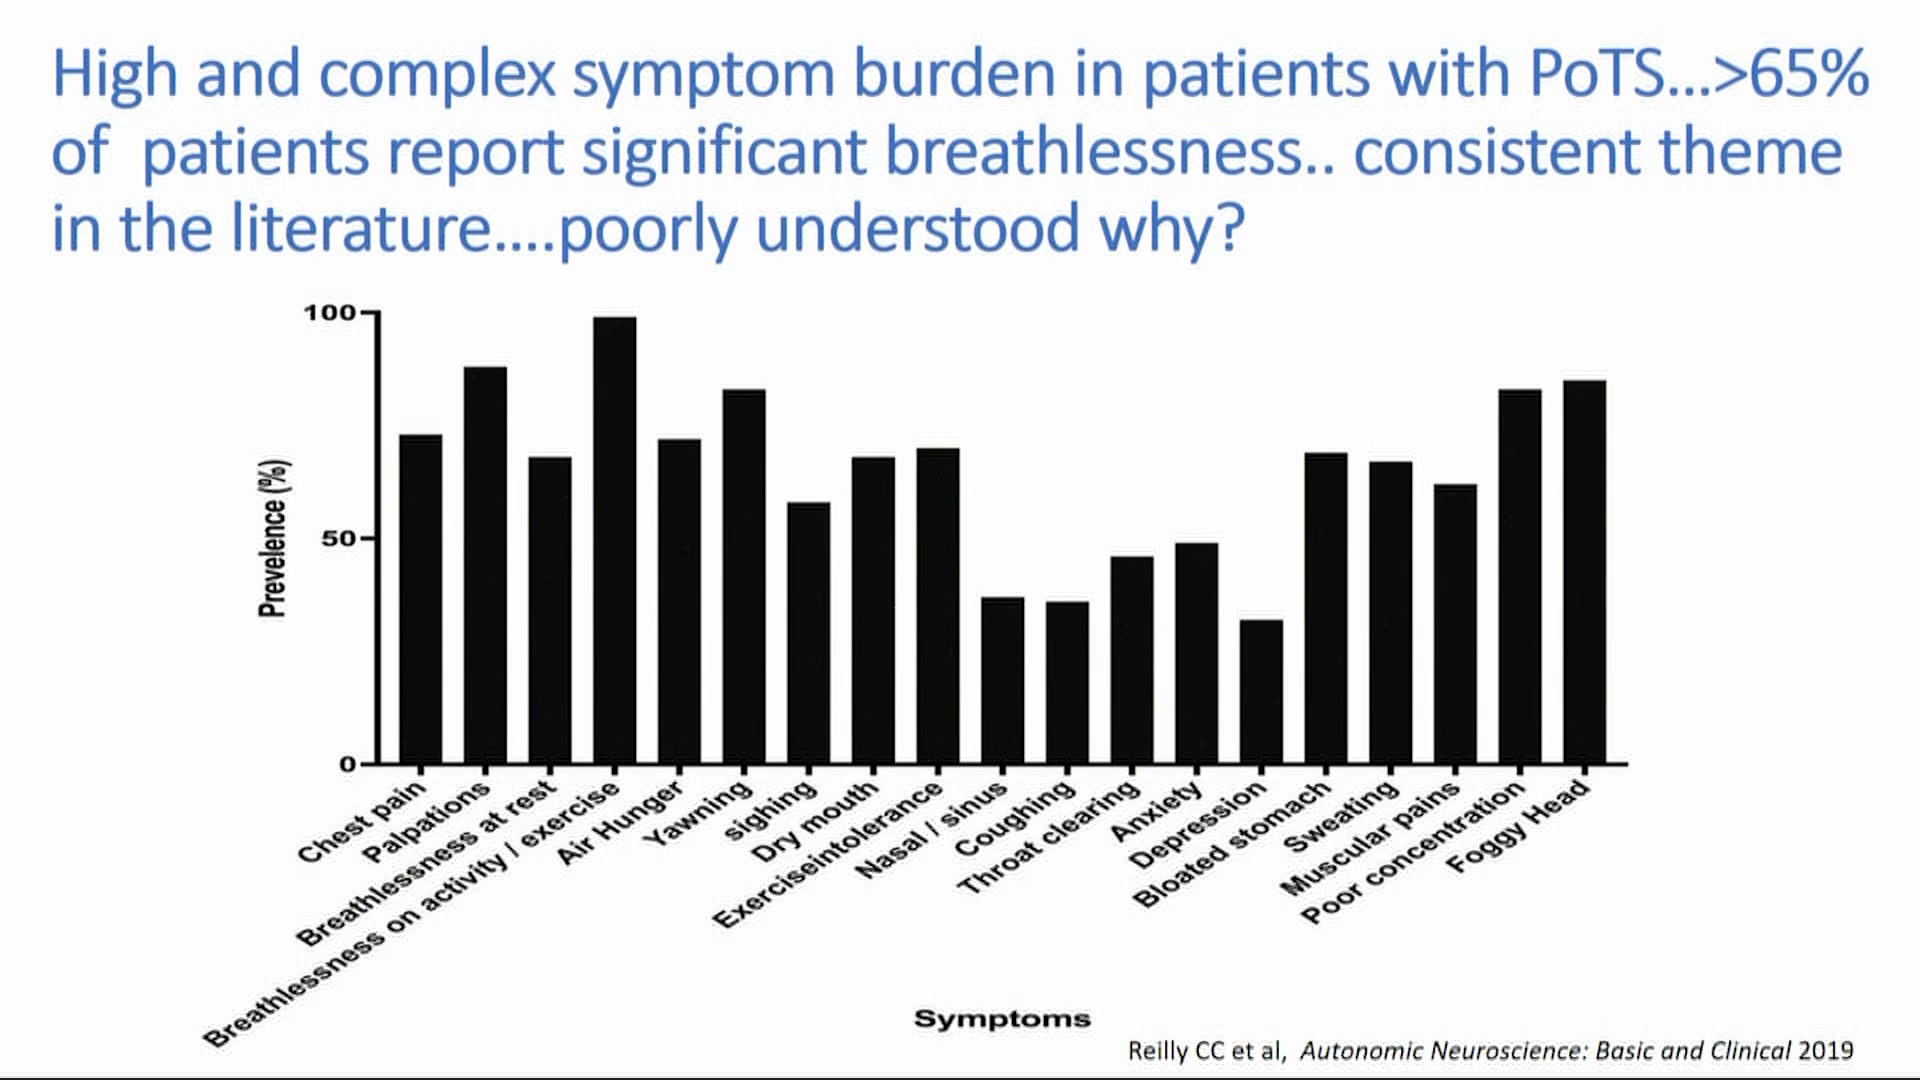 High and complex symptom burden in patients with PoTS...>65%
of patients report significant breathlessness.. consistent theme
in the literature....poorly understood why?
100
50
0
Prevelence (%)
Chest pain
Palpations
Breathlessness at rest
Breathlessness on activity / exercise
Air Hunger
Yawning
sighing
Dry mouth
Exerciseintolerance
Nasal / sinus
Coughing
Throat clearing
Anxiety
Depression
Bloated stomach
Sweating
Muscular pains
Poor concentration
Foggy Head
Symptoms
Reilly CC et al, Autonomic Neuroscience: Basic and Clinical 2019